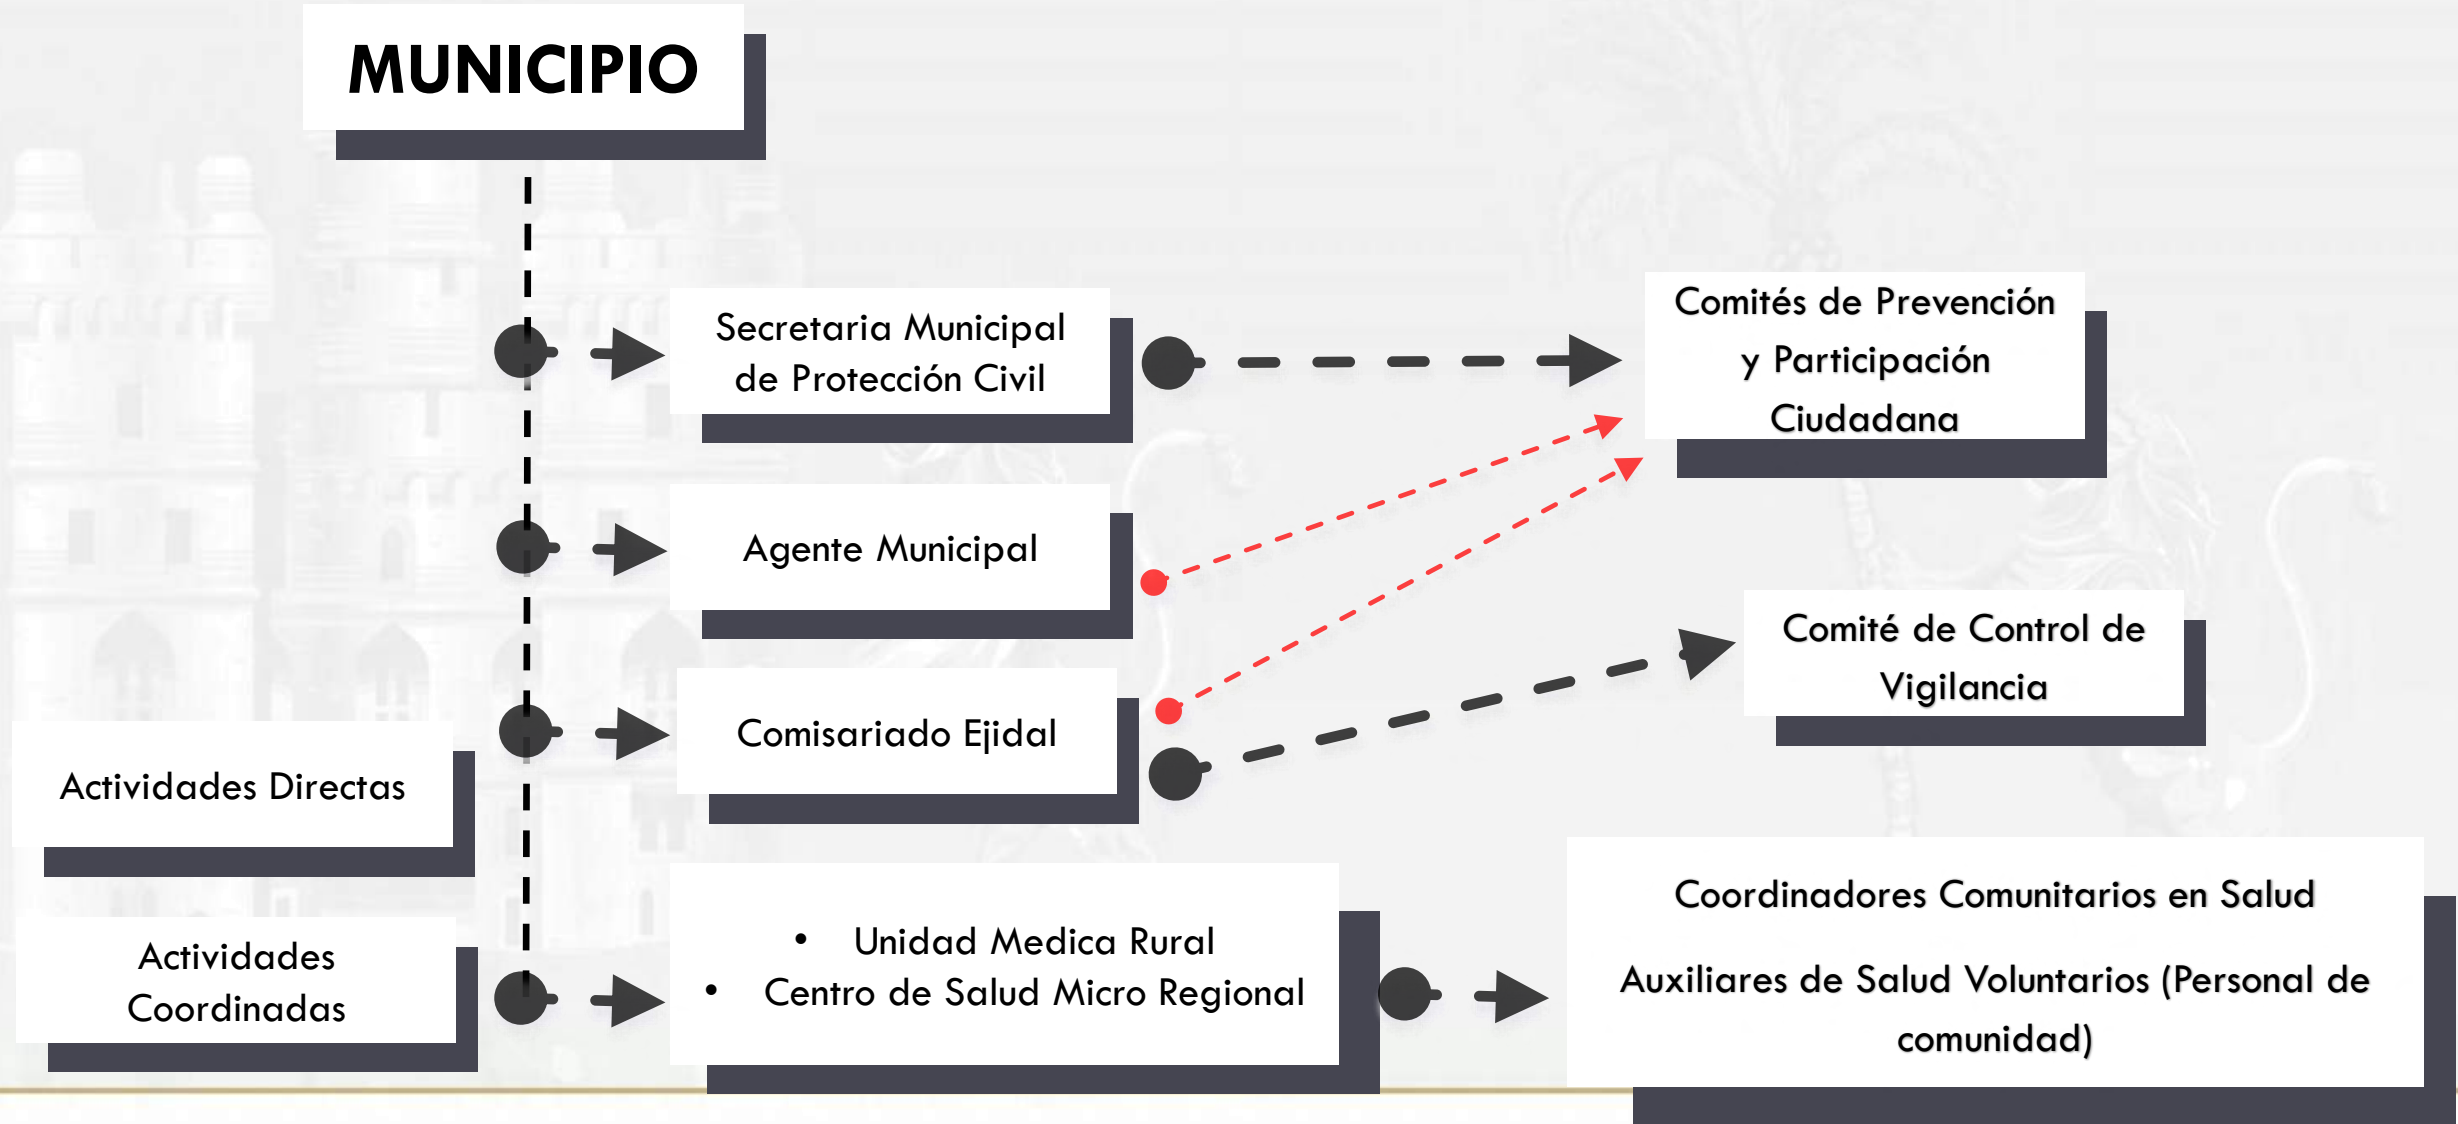 MUNICIPIO
Secretaria Municipal
de Protección Civil
Comités de Prevención
y Participación
Ciudadana
Agente Municipal
Comité de Control de
Vigilancia
Comisariado Ejidal
Actividades Directas
Actividades
Coordinadas
• Unidad Medica Rural
• Centro de Salud Micro Regional
Coordinadores Comunitarios en Salud
Auxiliares de Salud Voluntarios (Personal de
comunidad)